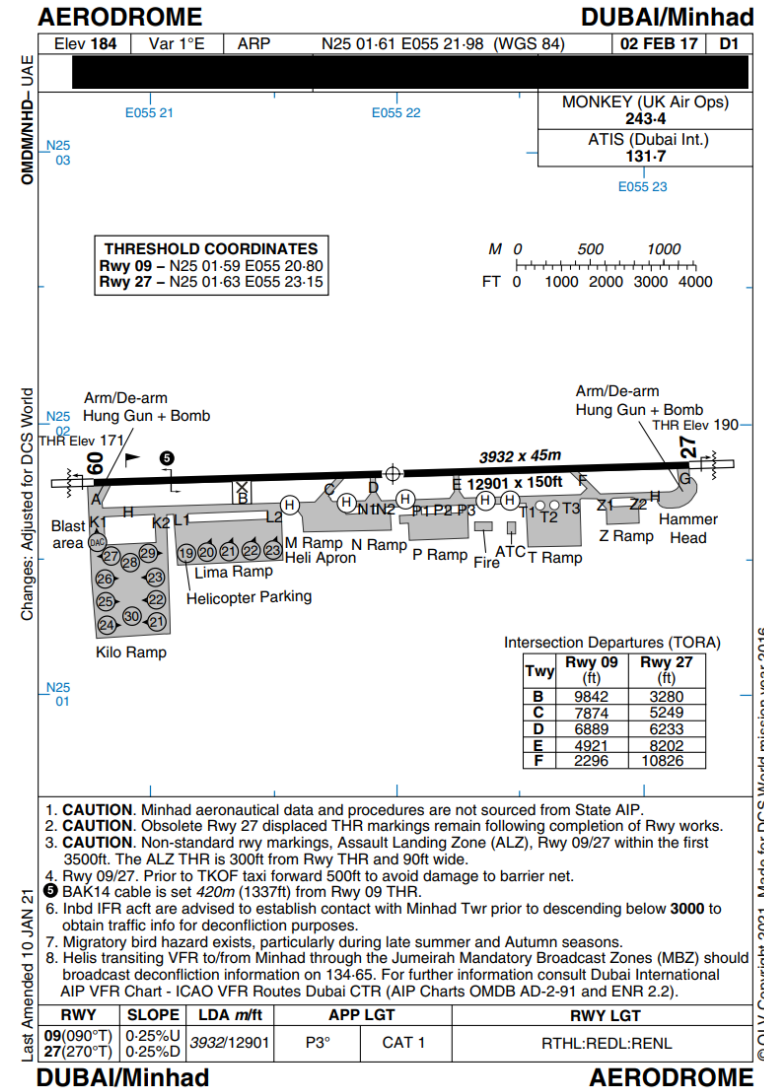 AERODROME DUBAI/Minhad
Elev 184 Var 1°E ARP N25 01·61 E055 21·98 (WGS 84) 02 FEB 17 D1
OMDM/NHD– UAE
MONKEY (UK Air Ops)
243·4
ATIS (Dubai Int.)
131·7
E055 21
E055 22
E055 23
N25
03
THRESHOLD COORDINATES
Rwy 09 – N25 01·59 E055 20·80
Rwy 27 – N25 01·63 E055 23·15
M 0 500 1000
FT 0 1000 2000 3000 4000
Changes: Adjusted for DCS World
Arm/De-arm
Hung Gun + Bomb
N25
02
THR Elev 171
09
5
Arm/De-arm
Hung Gun + Bomb
THR Elev 190
27
3932 x 45m
12901 x 150ft
A
B
C
D
E
F
G
H
H
H
H
H
H
H
K1
K2
L1
L2
N1
N2
P1
P2
P3
T1
T2
T3
Z1
Z2
Blast
area
DAC
27
28
29
26
23
25
22
24
30
21
19
20
21
22
23
Lima Ramp
Helicopter Parking
Kilo Ramp
M Ramp
Heli Apron
N Ramp
P Ramp
Fire
ATC
T Ramp
Z Ramp
Hammer
Head
N25
01
Intersection Departures (TORA)
Twy Rwy 09 (ft) Rwy 27 (ft)
B 9842 3280
C 7874 5249
D 6889 6233
E 4921 8202
F 2296 10826
1. CAUTION. Minhad aeronautical data and procedures are not sourced from State AIP.
2. CAUTION. Obsolete Rwy 27 displaced THR markings remain following completion of Rwy works.
3. CAUTION. Non-standard rwy markings, Assault Landing Zone (ALZ), Rwy 09/27 within the first
3500ft. The ALZ THR is 300ft from Rwy THR and 90ft wide.
4. Rwy 09/27. Prior to TKOF taxi forward 500ft to avoid damage to barrier net.
5 BAK14 cable is set 420m (1337ft) from Rwy 09 THR.
6. Inbd IFR acft are advised to establish contact with Minhad Twr prior to descending below 3000 to
obtain traffic info for deconfliction purposes.
7. Migratory bird hazard exists, particularly during late summer and Autumn seasons.
8. Helis transiting VFR to/from Minhad through the Jumeirah Mandatory Broadcast Zones (MBZ) should
broadcast deconfliction information on 134·65. For further information consult Dubai International
AIP VFR Chart - ICAO VFR Routes Dubai CTR (AIP Charts OMDB AD-2-91 and ENR 2.2).
Last Amended 10 JAN 21
RWY SLOPE LDA m/ft APP LGT RWY LGT
09(090°T) 0·25%U 3932/12901 P3° CAT 1 RTHL:REDL:RENL
27(270°T) 0·25%D
DUBAI/Minhad AERODROME
Copyright 2021. Made for DCS World mission year 2016